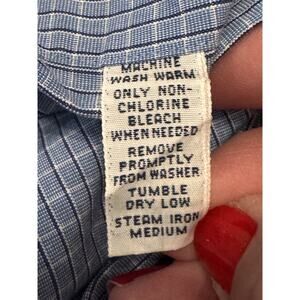 MACHINE
WASH WARM
ONLY NON-
CHLORINE
BLEACH
WHEN NEEDED
REMOVE
PROMPTLY
FROM WASHER
TUMBLE
DRY LOW
STEAM IRON
MEDIUM